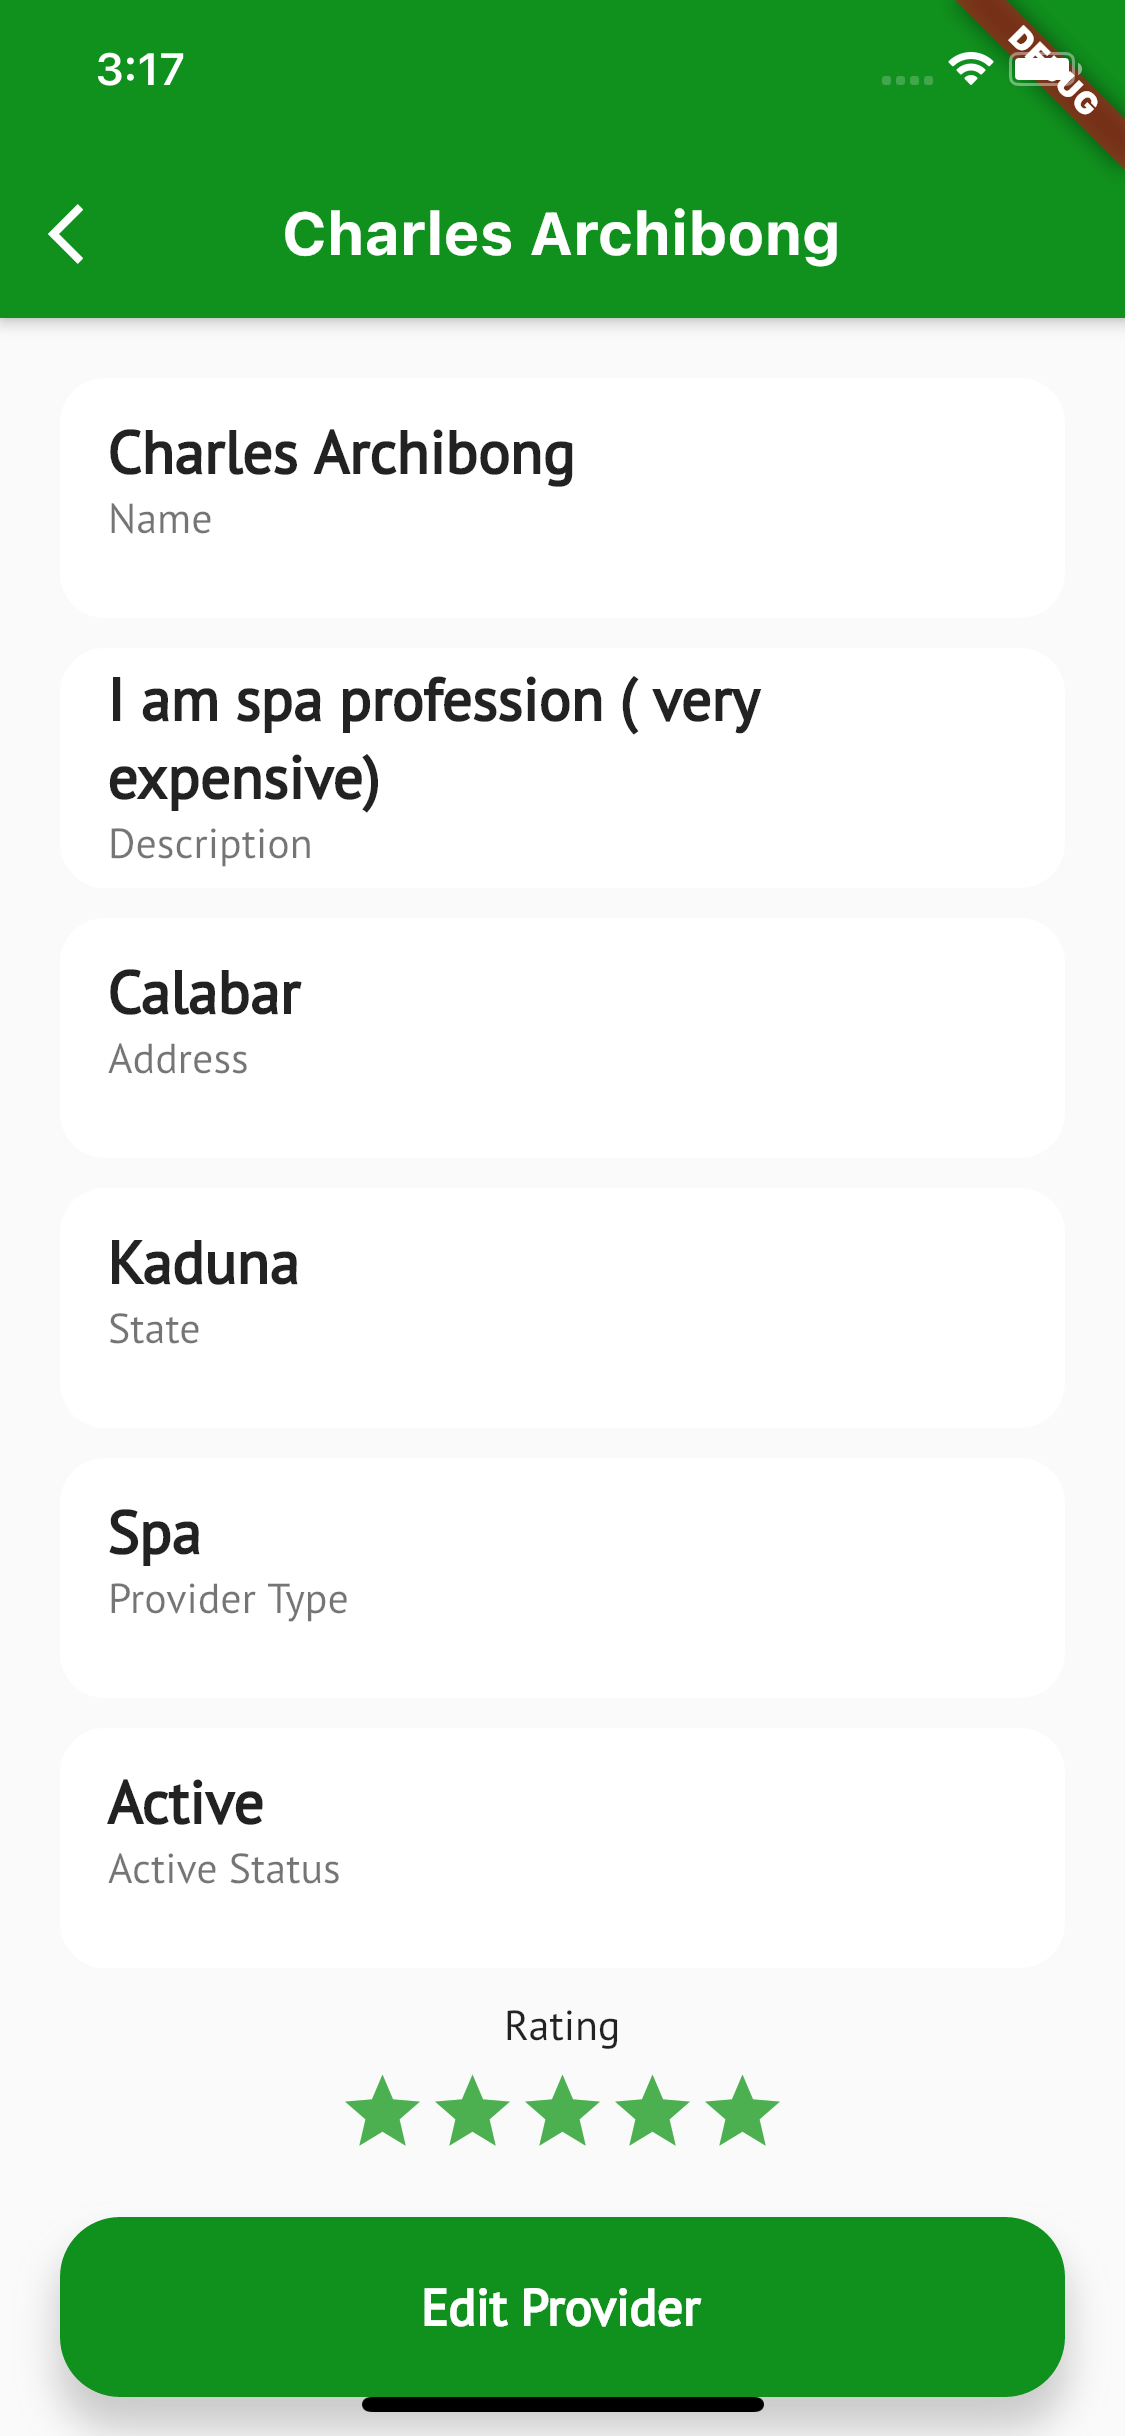 3:17
DEBUG
Charles Archibong
Charles Archibong
Name
I am spa profession ( very
expensive)
Description
Calabar
Address
Kaduna
State
Spa
Provider Type
Active
Active Status
Rating
Edit Provider